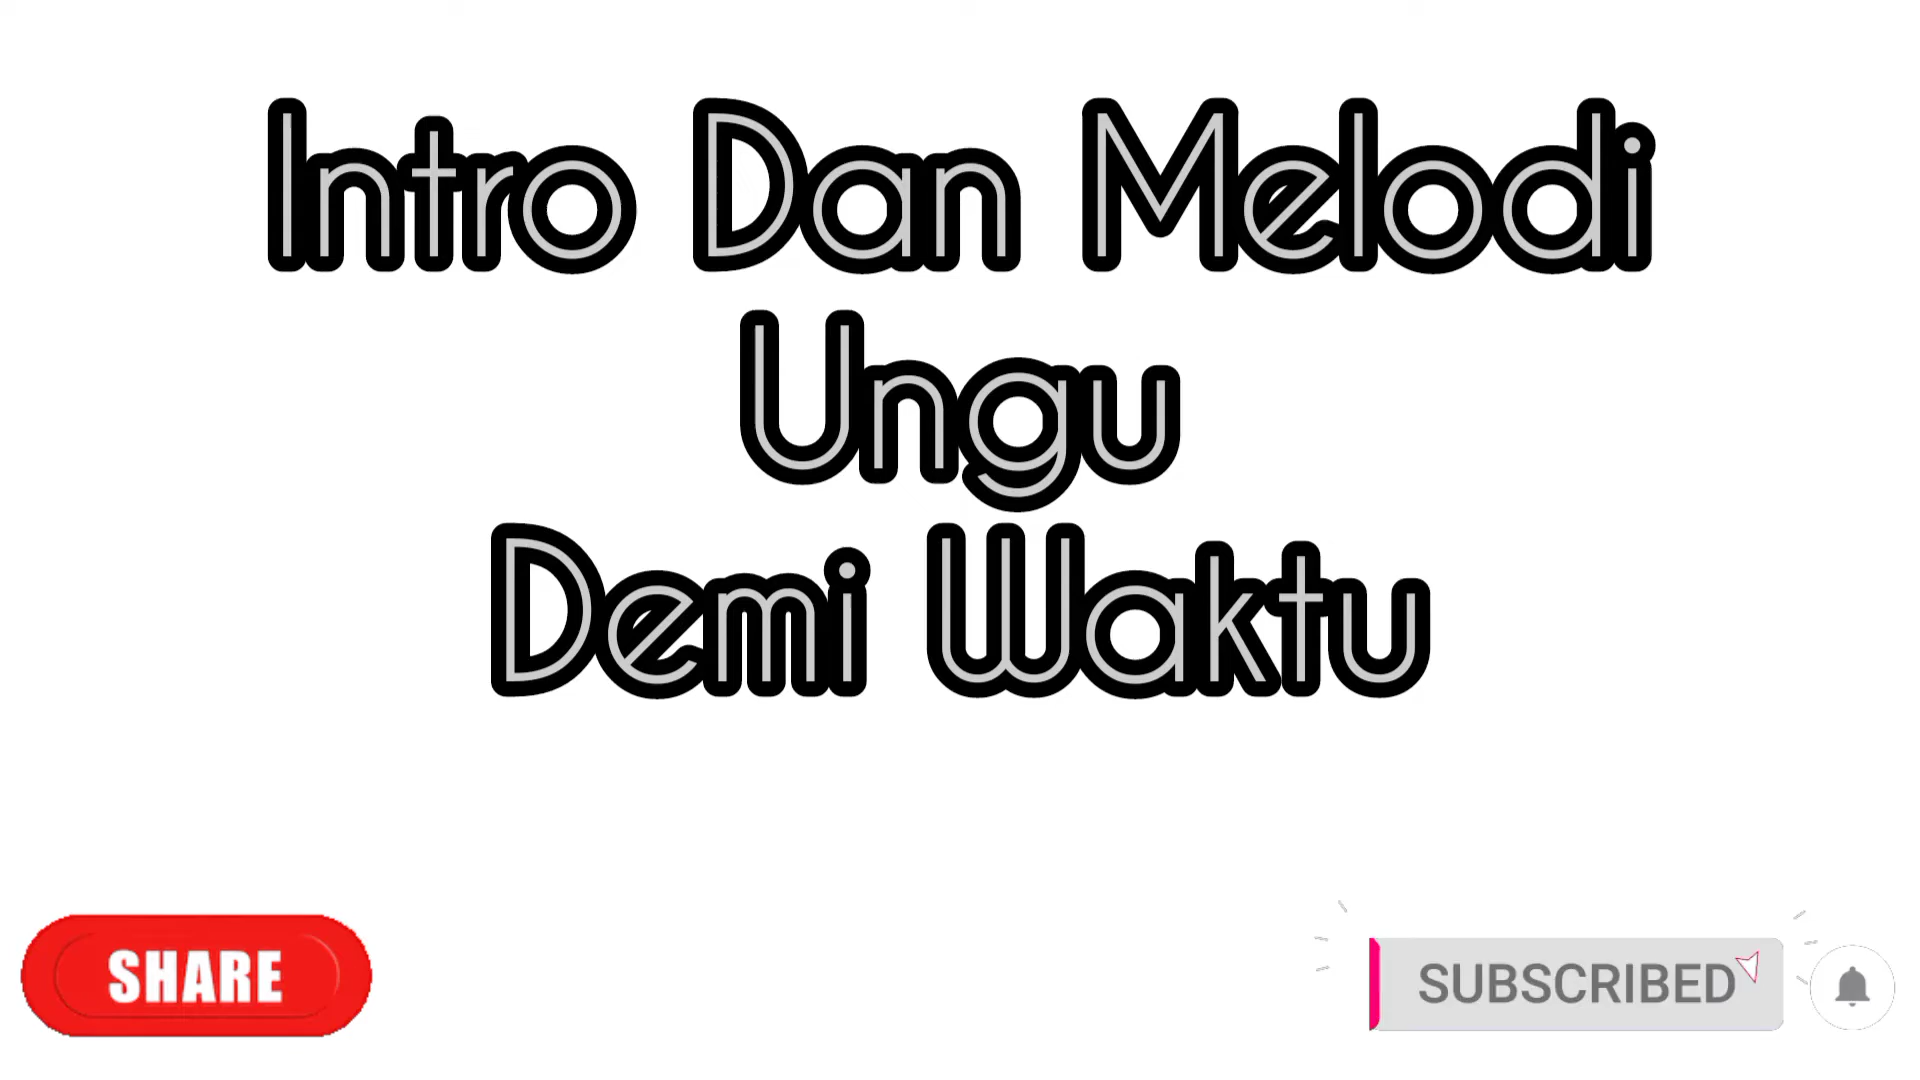 Intro Dan Melodi
Ungu
Demi Waktu
SHARE
SUBSCRIBED